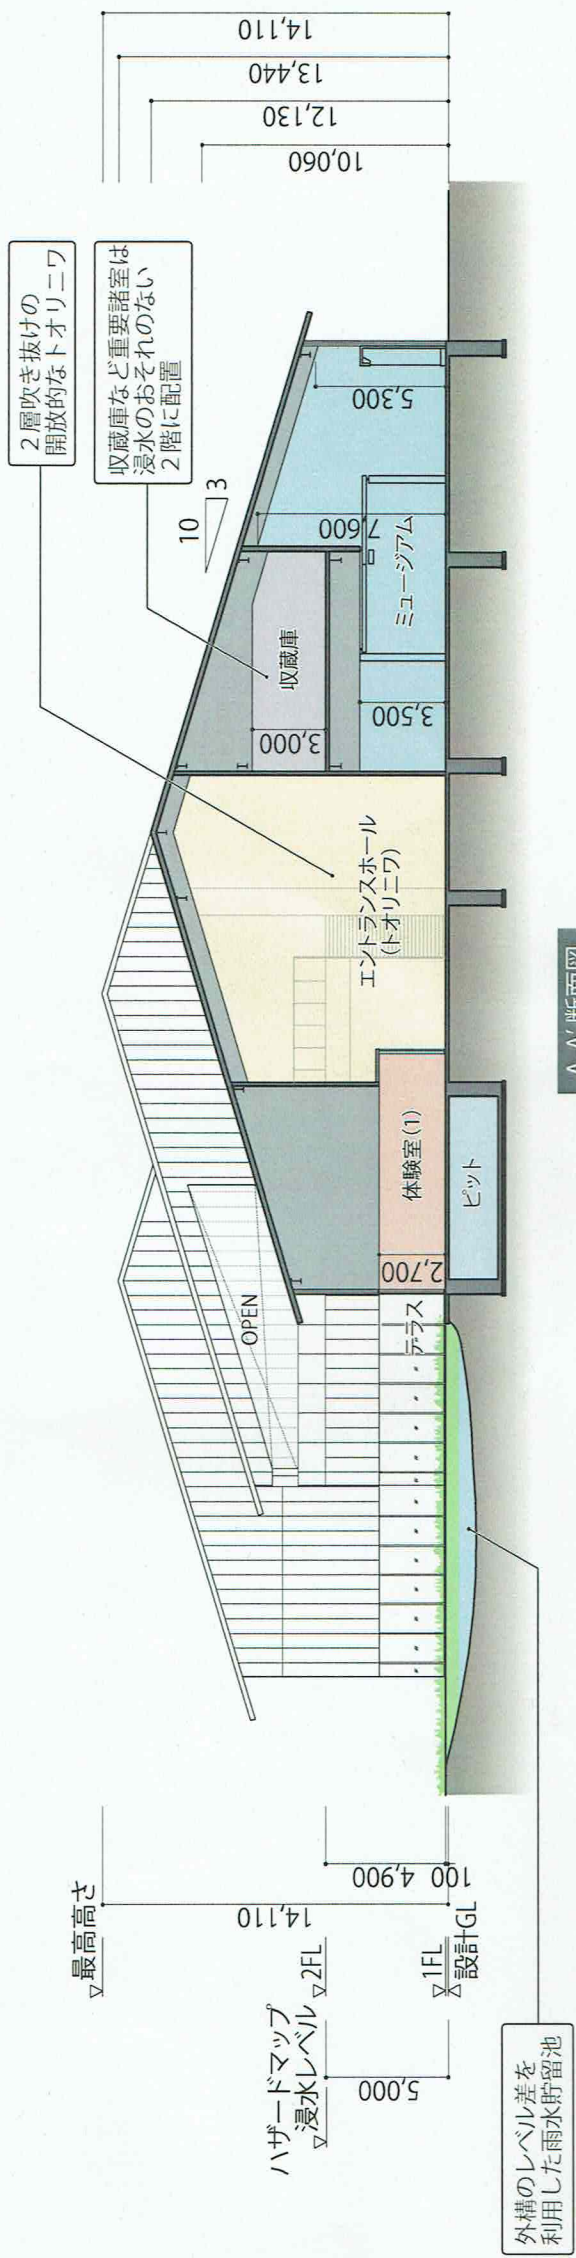 2層吹き抜けの
開放的なトオリニワ
収蔵庫など重要諸室は
浸水のおそれのない
2階に配置
10
3
14,110
13,440
12,130
10,060
▽最高高さ
14,110
ハザードマップ
浸水レベル
▽
▽2FL
5,000
4,900
100
▽1FL
△設計GL
OPEN
テラス
2,700
体験室(1)
ピット
エントランスホール
(トオリニワ)
収蔵庫
3,000
3,500
ミュージアム
7,600
5,300
外構のレベル差を
利用した雨水貯留池